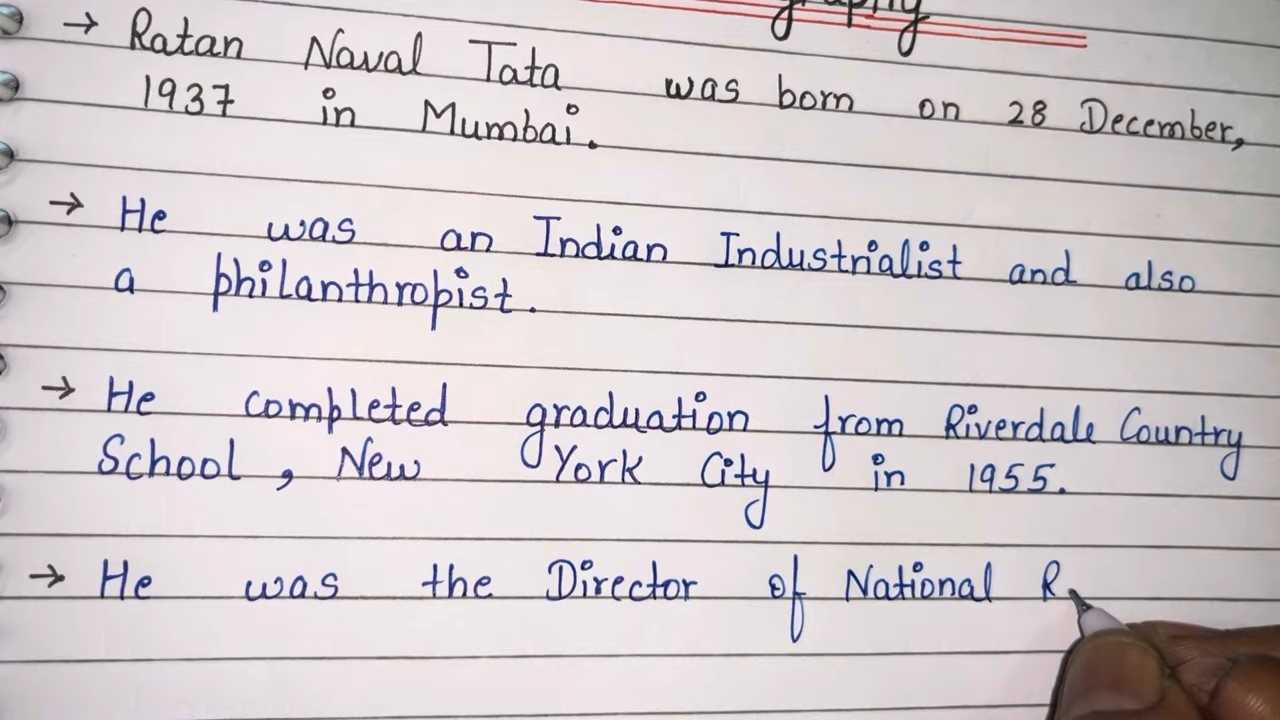 → Ratan Naval Tata was born on 28 December,
1937 in Mumbai.
→ He was an Indian Industrialist and also
a philanthropist.
→ He completed graduation from Riverdale Country
School, New York City in 1955.
→ He was the Director of National R